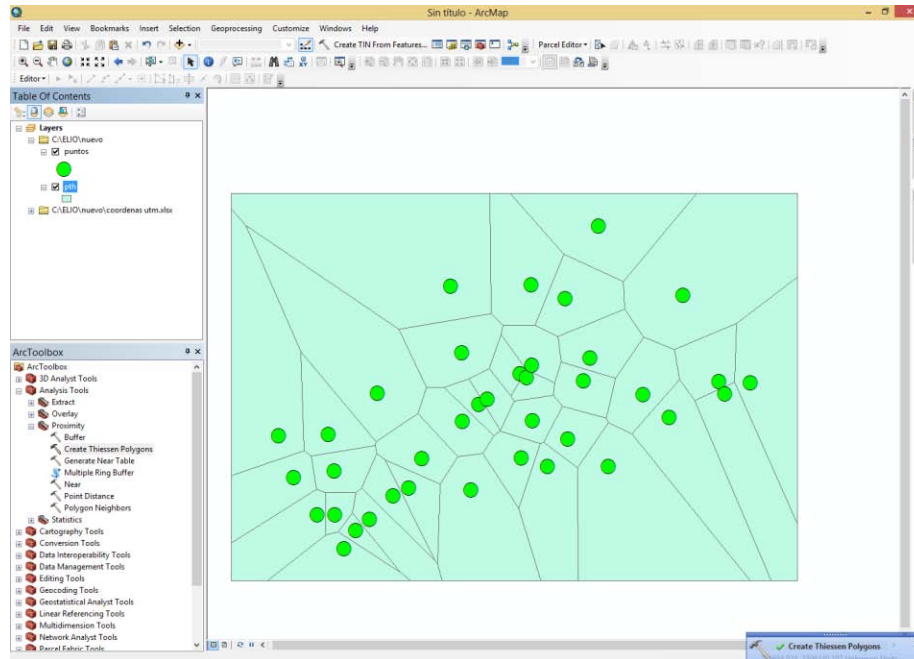 Sin título - ArcMap
File Edit View Bookmarks Insert Selection Geoprocessing Customize Windows Help
Create TIN From Features...
Parcel Editor
Editor
Table Of Contents
Layers
C:\ELIO\nuevo
puntos
pth
C:\ELIO\nuevo\coordenas utm.xlsx
ArcToolbox
ArcToolbox
3D Analyst Tools
Analysis Tools
Extract
Overlay
Proximity
Buffer
Create Thiessen Polygons
Generate Near Table
Multiple Ring Buffer
Near
Point Distance
Polygon Neighbors
Statistics
Cartography Tools
Conversion Tools
Data Interoperability Tools
Data Management Tools
Editing Tools
Geocoding Tools
Geostatistical Analyst Tools
Linear Referencing Tools
Multidimension Tools
Network Analyst Tools
Parcel Fabric Tools
Create Thiessen Polygons